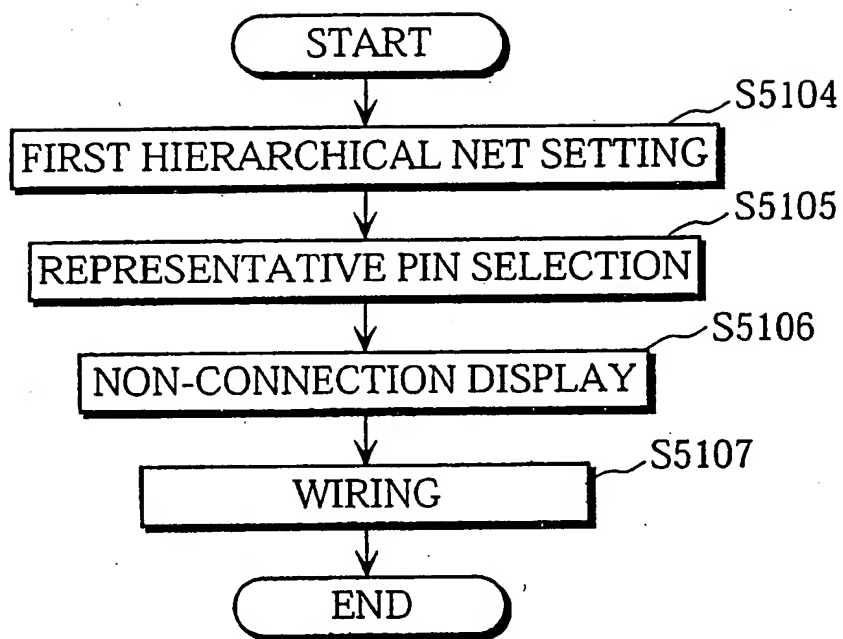 START
S5104
FIRST HIERARCHICAL NET SETTING
S5105
REPRESENTATIVE PIN SELECTION
S5106
NON-CONNECTION DISPLAY
S5107
WIRING
END